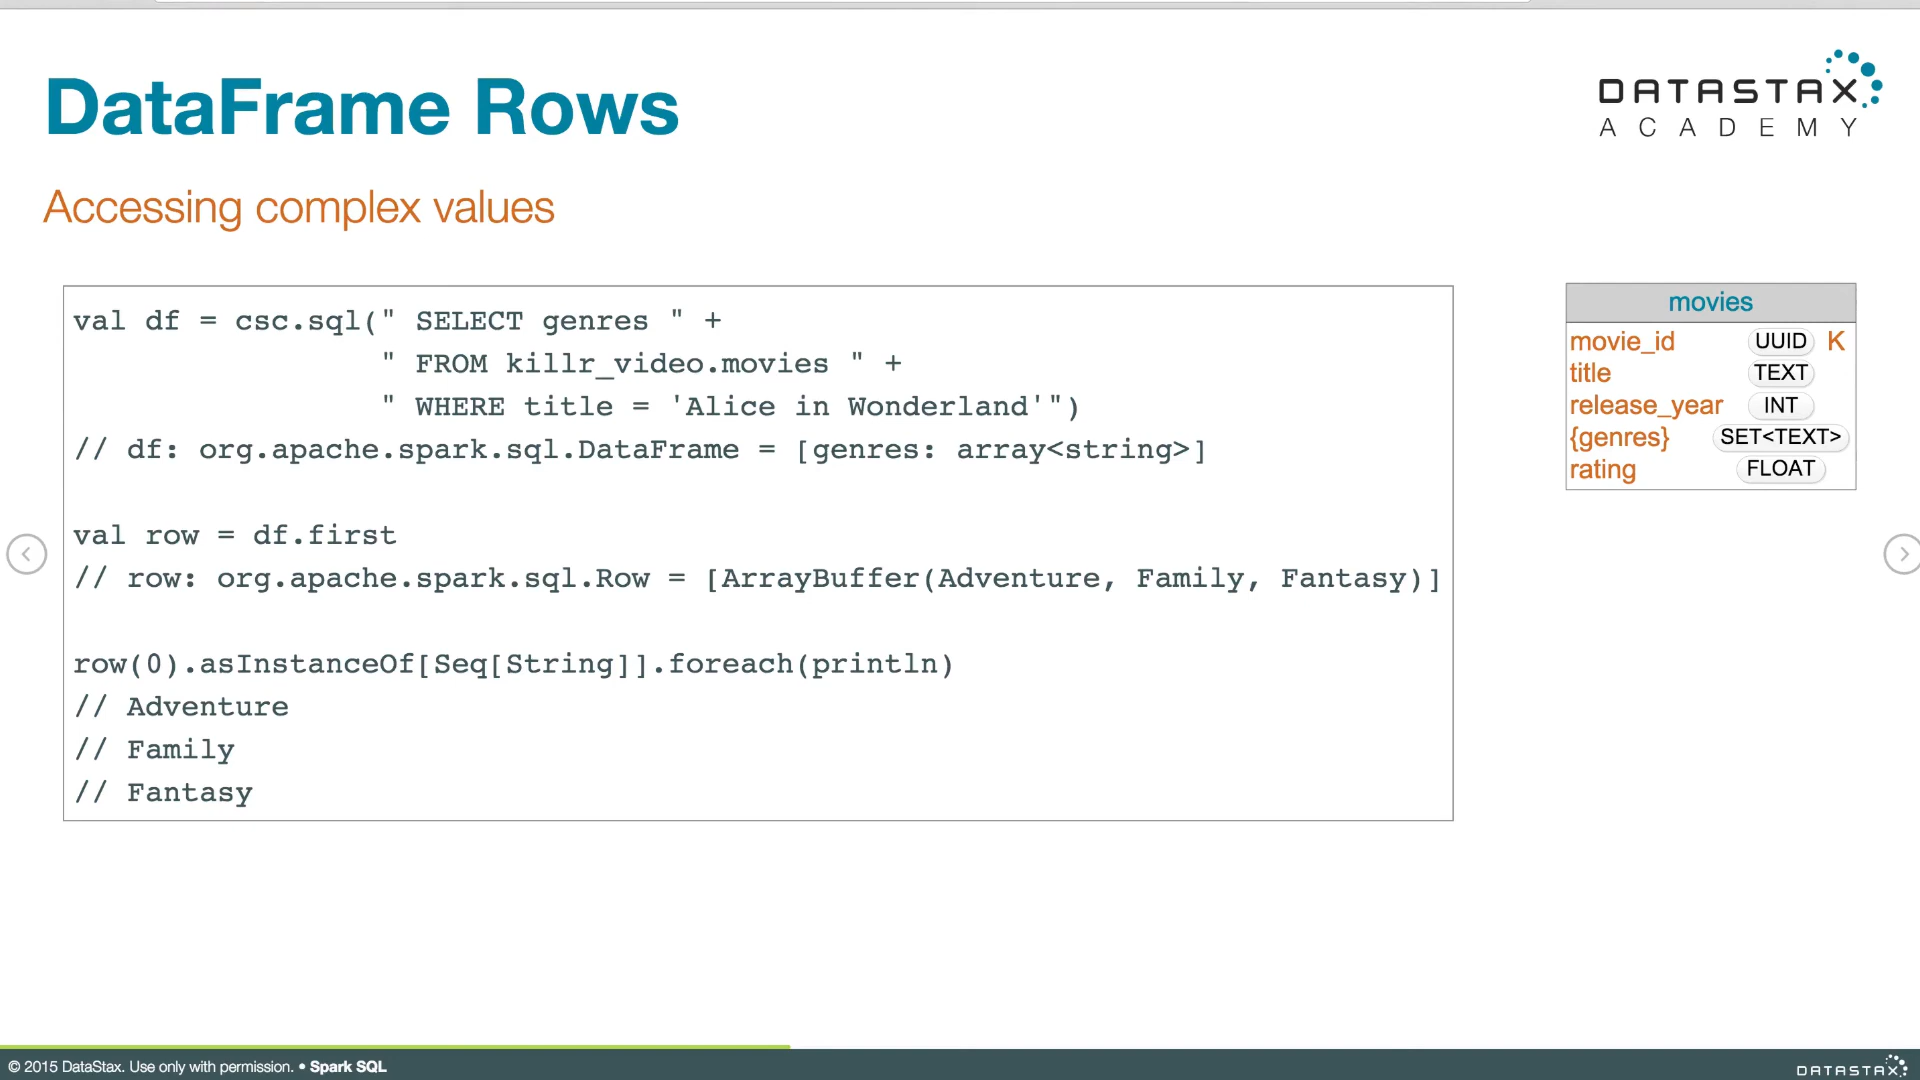 DataFrame Rows
DATASTAX
ACADEMY
Accessing complex values
val df = csc.sql(" SELECT genres " +
" FROM killr_video.movies " +
" WHERE title = 'Alice in Wonderland'")
// df: org.apache.spark.sql.DataFrame = [genres: array<string>]
val row = df.first
// row: org.apache.spark.sql.Row = [ArrayBuffer(Adventure, Family, Fantasy)]
row(0).asInstanceOf[Seq[String]].foreach(println)
// Adventure
// Family
// Fantasy
movies
movie_id UUID K
title TEXT
release_year INT
{genres} SET<TEXT>
rating FLOAT
© 2015 DataStax. Use only with permission. • Spark SQL
DATASTAX